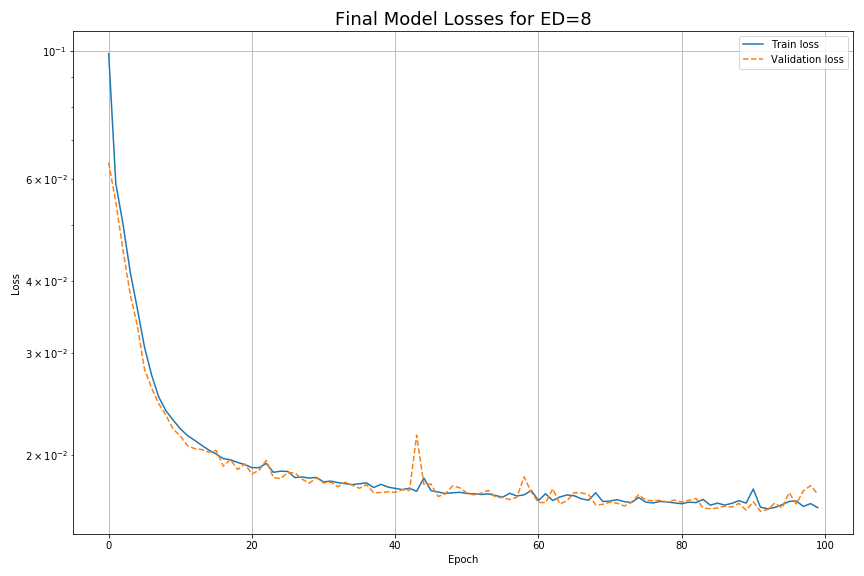 Final Model Losses for ED=8
Train loss
Validation loss
10⁻¹
6 × 10⁻²
4 × 10⁻²
3 × 10⁻²
2 × 10⁻²
Loss
0 20 40 60 80 100
Epoch